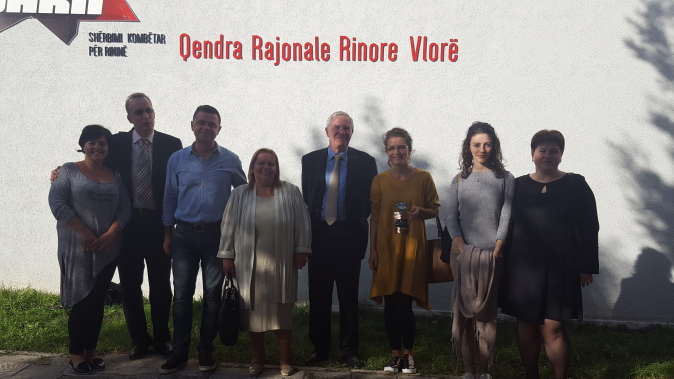 SHËRBIMI KOMBËTAR
PËR RININË
Qendra Rajonale Rinore Vlorë